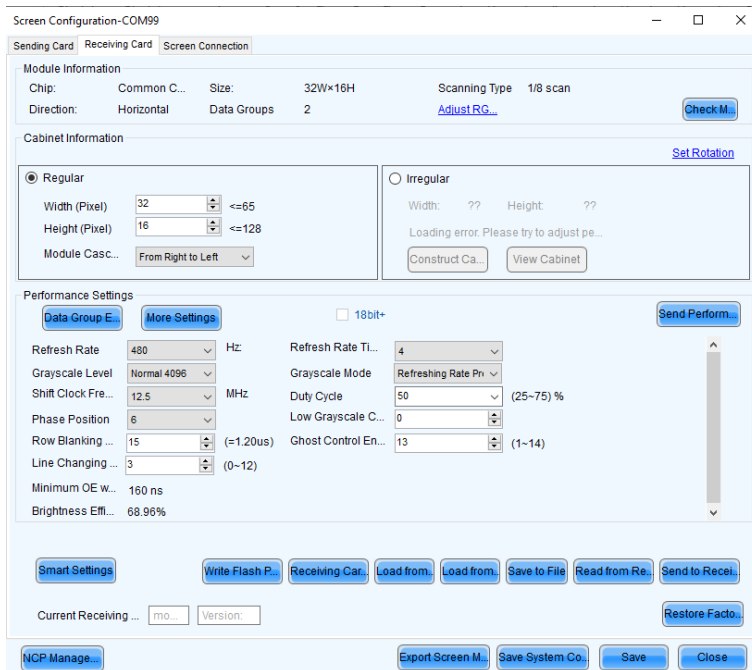 Screen Configuration-COM99
Sending Card Receiving Card Screen Connection
Module Information
Chip: Common C... Size: 32W×16H Scanning Type 1/8 scan
Direction: Horizontal Data Groups 2 Adjust RG... Check M...
Cabinet Information
Set Rotation
Regular Irregular
Width (Pixel) 32 <=65 Width: ?? Height: ??
Height (Pixel) 16 <=128 Loading error. Please try to adjust pe...
Module Casc... From Right to Left Construct Ca... View Cabinet
Performance Settings
Data Group E... More Settings 18bit+ Send Perform...
Refresh Rate 480 Hz: Refresh Rate Ti... 4
Grayscale Level Normal 4096 Grayscale Mode Refreshing Rate Pri
Shift Clock Fre... 12.5 MHz Duty Cycle 50 (25~75) %
Phase Position 6 Low Grayscale C... 0
Row Blanking ... 15 (=1.20us) Ghost Control En... 13 (1~14)
Line Changing ... 3 (0~12)
Minimum OE w... 160 ns
Brightness Effi... 68.96%
Smart Settings Write Flash P... Receiving Car... Load from... Load from... Save to File Read from Re... Send to Recei...
Current Receiving ... mo... Version: Restore Facto...
NCP Manage... Export Screen M... Save System Co... Save Close